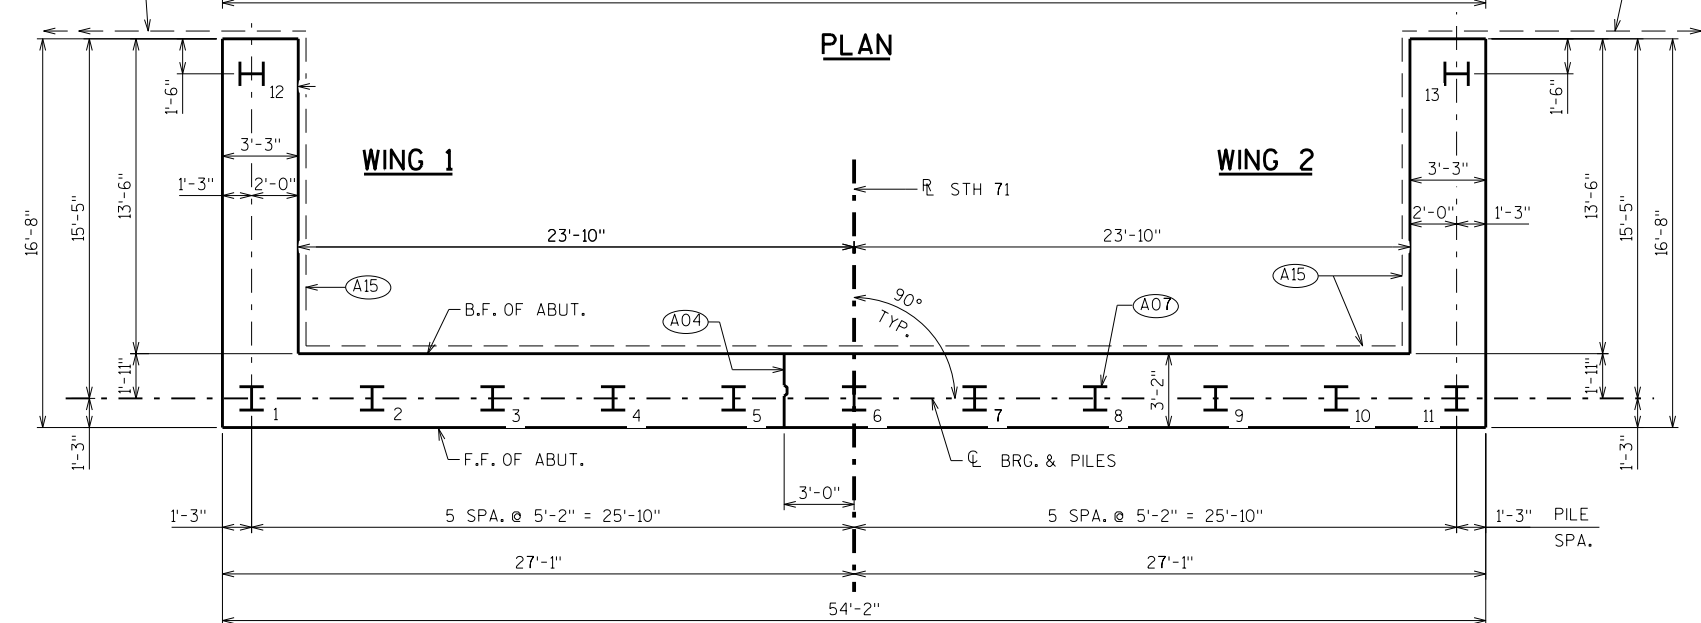 PLAN
12
13
1'-6"
1'-6"
WING 1
WING 2
3'-3"
3'-3"
1'-3"
2'-0"
2'-0"
1'-3"
16'-8"
15'-5"
13'-6"
13'-6"
15'-5"
16'-8"
RL STH 71
23'-10"
23'-10"
A15
A15
90°
TYP.
B.F. OF ABUT.
A04
A07
1'-11"
3'-2"
1'-11"
1
2
3
4
5
6
7
8
9
10
11
1'-3"
1'-3"
F.F. OF ABUT.
CL BRG. & PILES
3'-0"
1'-3"
5 SPA. @ 5'-2" = 25'-10"
5 SPA. @ 5'-2" = 25'-10"
1'-3"
PILE
SPA.
27'-1"
27'-1"
54'-2"